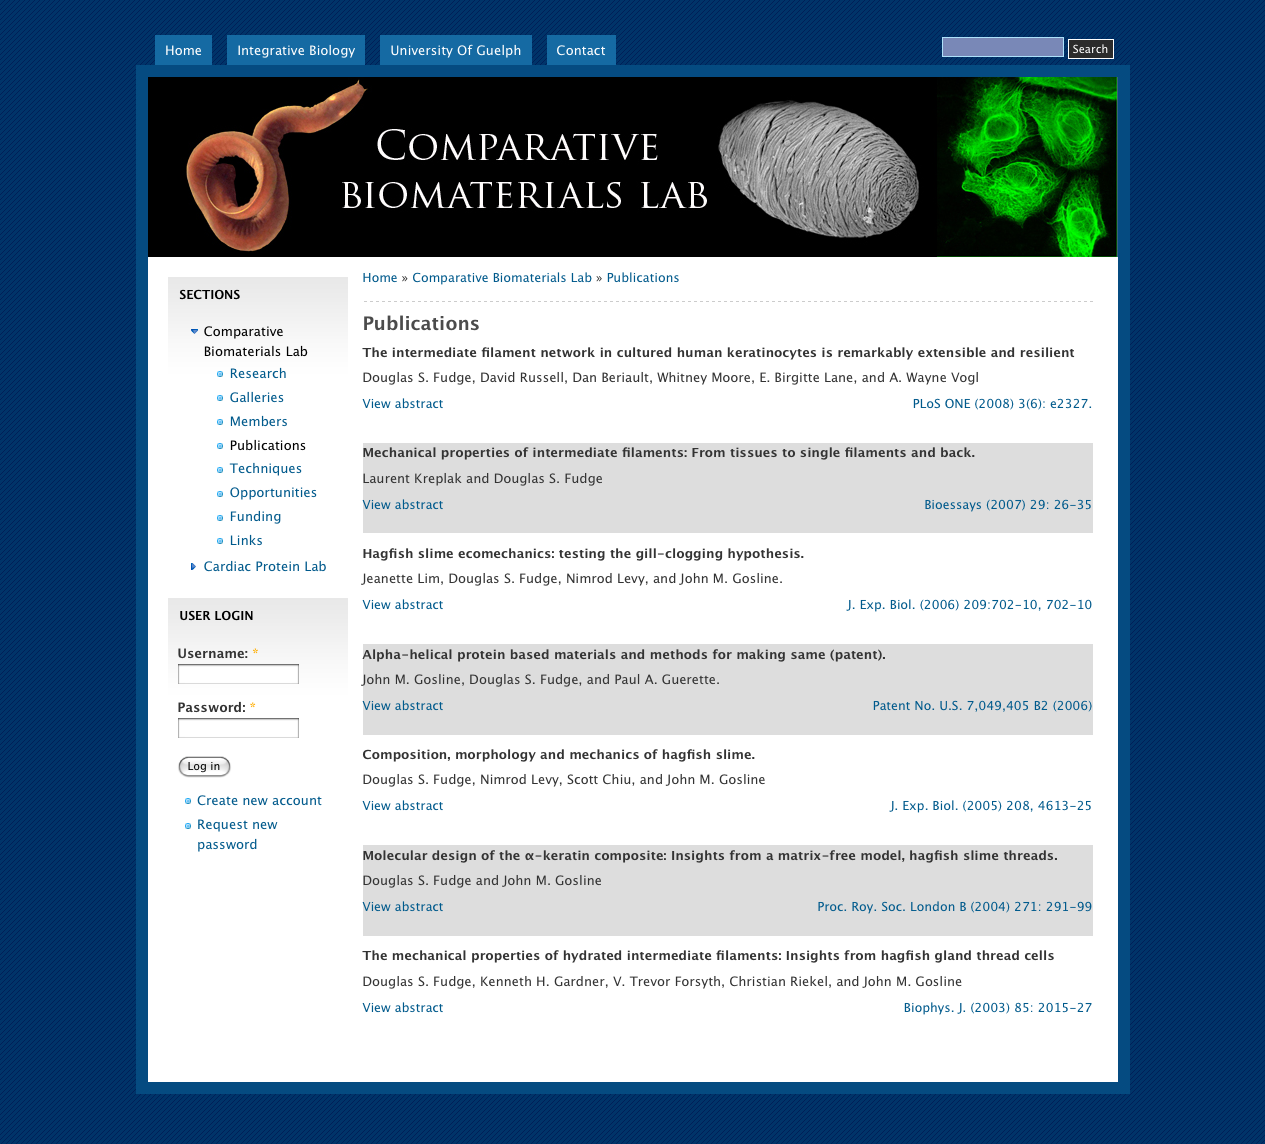 Home
Integrative Biology
University Of Guelph
Contact
Search
COMPARATIVE
BIOMATERIALS LAB
Home » Comparative Biomaterials Lab » Publications
SECTIONS
Comparative
Biomaterials Lab
Research
Galleries
Members
Publications
Techniques
Opportunities
Funding
Links
Cardiac Protein Lab
USER LOGIN
Username: *
Password: *
Log in
Create new account
Request new
password
Publications
The intermediate filament network in cultured human keratinocytes is remarkably extensible and resilient
Douglas S. Fudge, David Russell, Dan Beriault, Whitney Moore, E. Birgitte Lane, and A. Wayne Vogl
View abstract PLoS ONE (2008) 3(6): e2327.
Mechanical properties of intermediate filaments: From tissues to single filaments and back.
Laurent Kreplak and Douglas S. Fudge
View abstract Bioessays (2007) 29: 26-35
Hagfish slime ecomechanics: testing the gill-clogging hypothesis.
Jeanette Lim, Douglas S. Fudge, Nimrod Levy, and John M. Gosline.
View abstract J. Exp. Biol. (2006) 209:702-10, 702-10
Alpha-helical protein based materials and methods for making same (patent).
John M. Gosline, Douglas S. Fudge, and Paul A. Guerette.
View abstract Patent No. U.S. 7,049,405 B2 (2006)
Composition, morphology and mechanics of hagfish slime.
Douglas S. Fudge, Nimrod Levy, Scott Chiu, and John M. Gosline
View abstract J. Exp. Biol. (2005) 208, 4613-25
Molecular design of the α-keratin composite: Insights from a matrix-free model, hagfish slime threads.
Douglas S. Fudge and John M. Gosline
View abstract Proc. Roy. Soc. London B (2004) 271: 291-99
The mechanical properties of hydrated intermediate filaments: Insights from hagfish gland thread cells
Douglas S. Fudge, Kenneth H. Gardner, V. Trevor Forsyth, Christian Riekel, and John M. Gosline
View abstract Biophys. J. (2003) 85: 2015-27